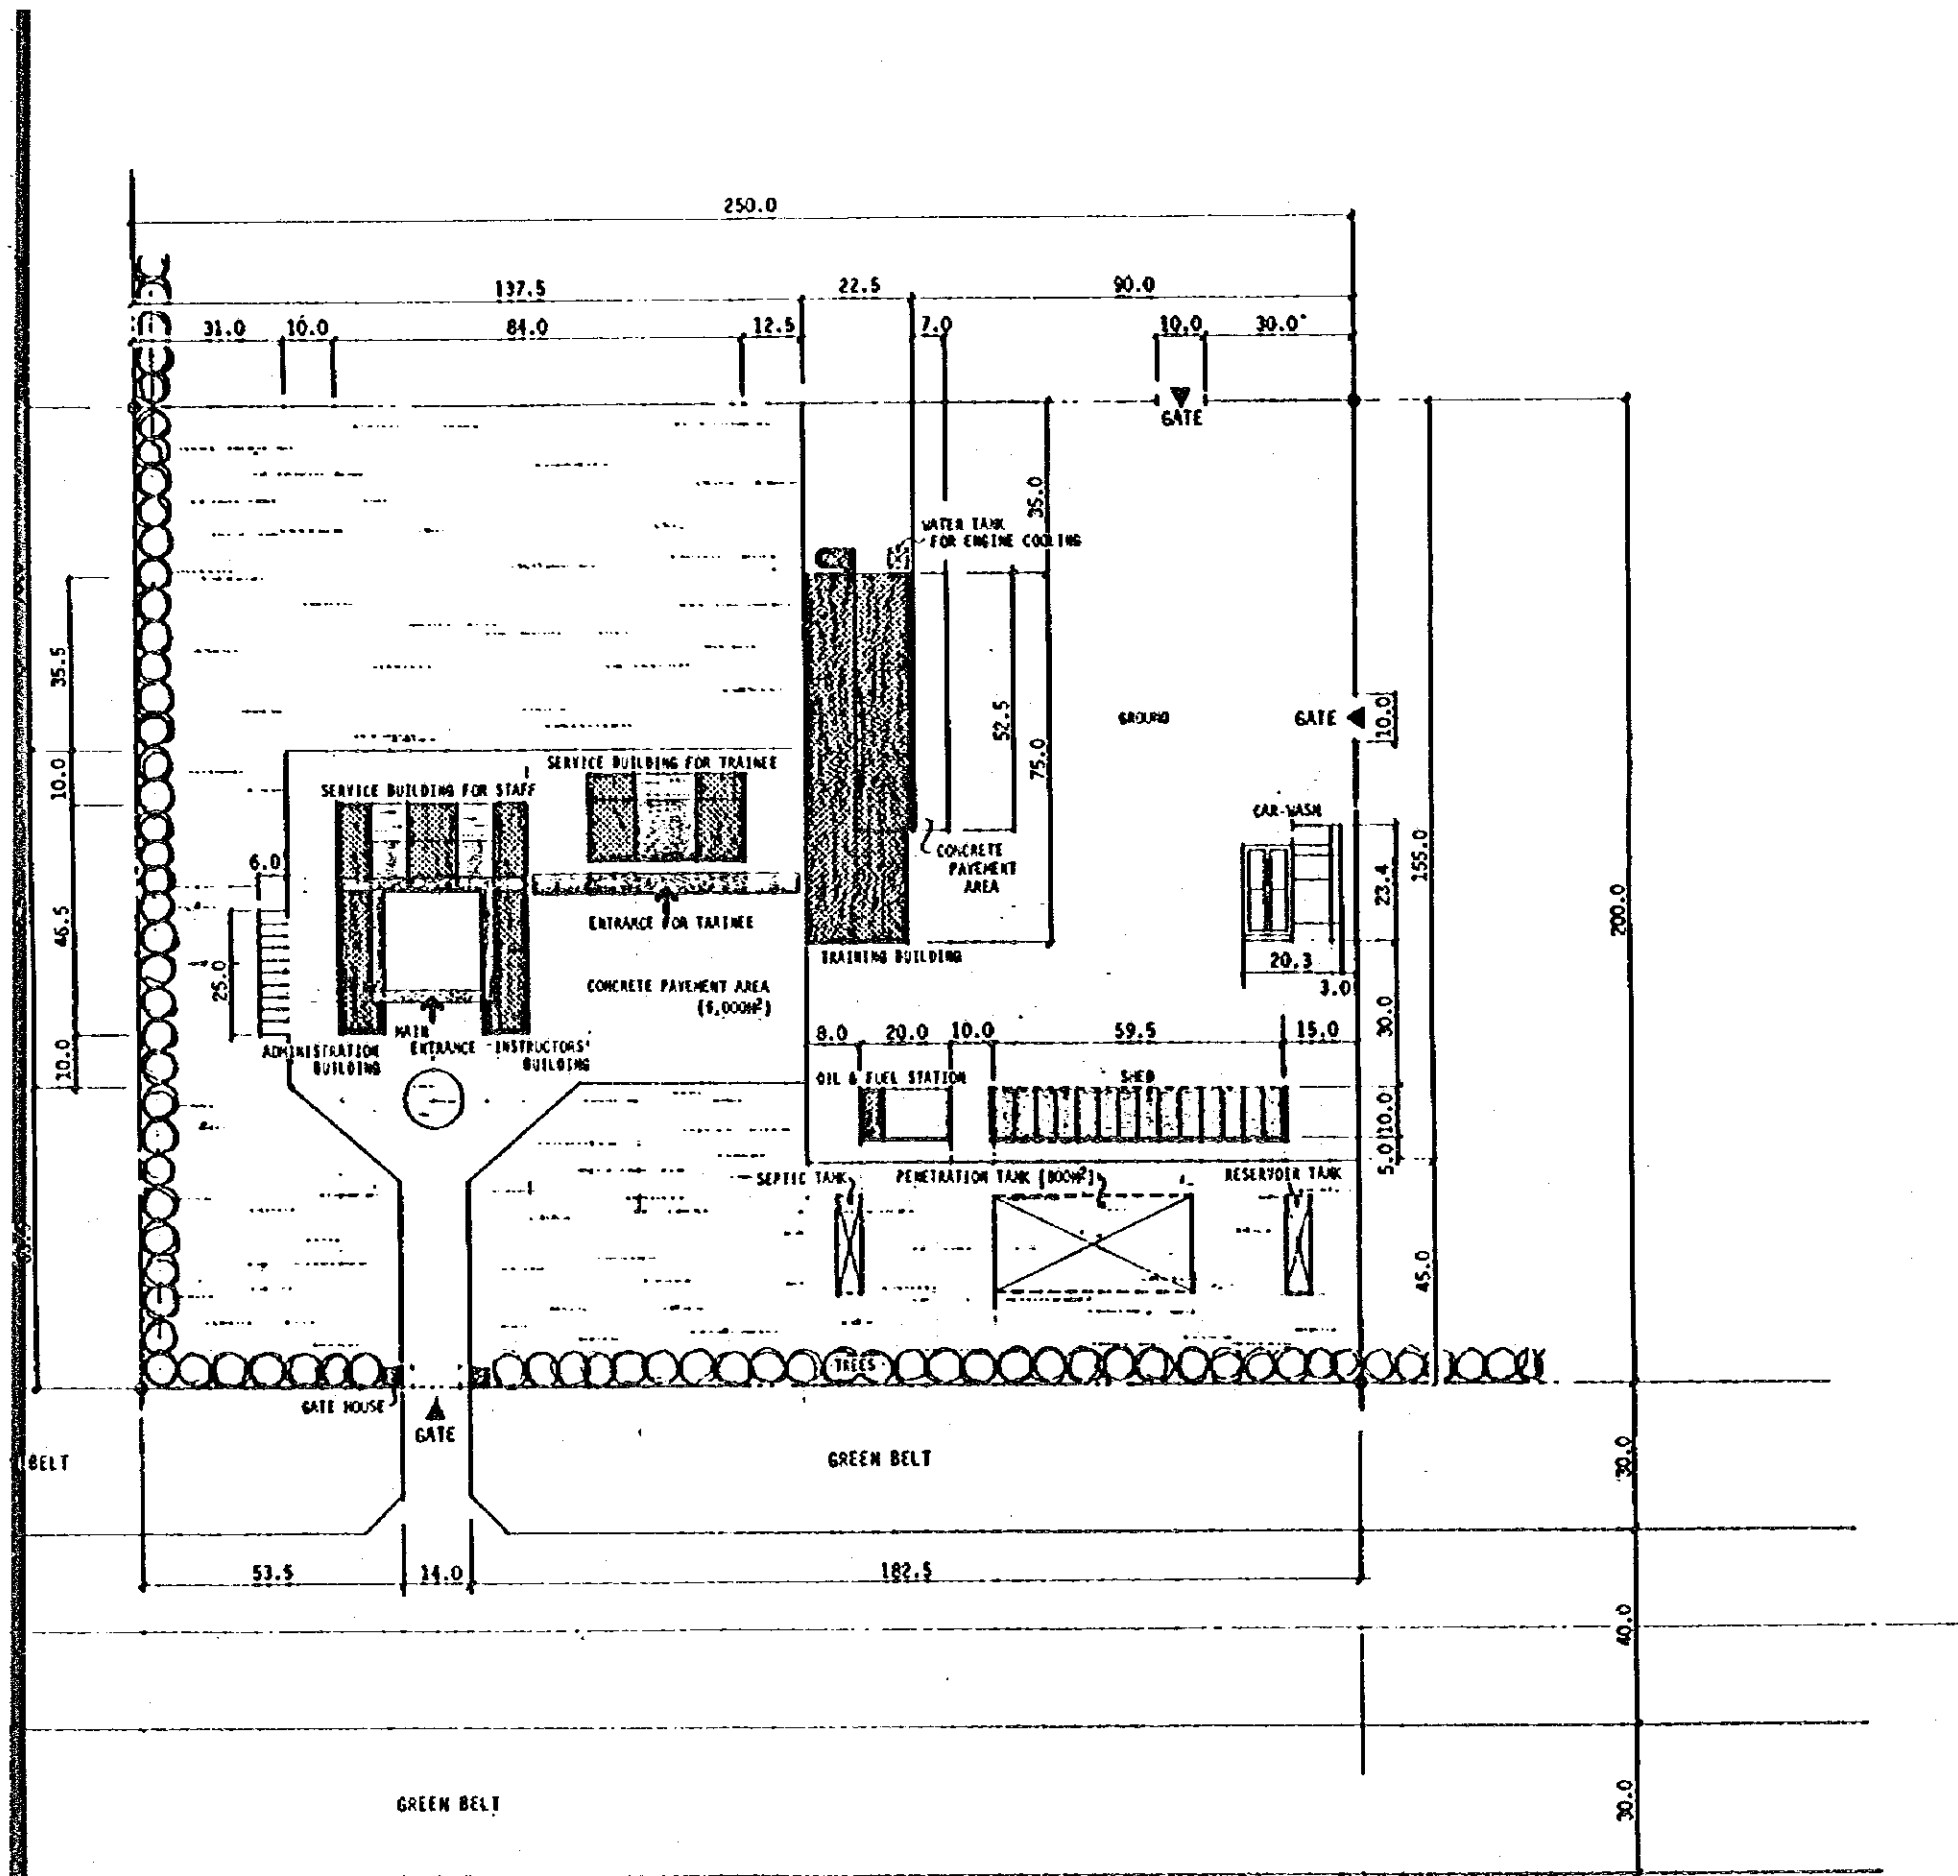 250.0
137.5 22.5 90.0
31.0 10.0 84.0 12.5 7.0 10.0 30.0
GATE
35.0
WATER TANK
FOR ENGINE COOLING
35.5
52.5
75.0
GROUND
GATE
10.0
10.0
SERVICE BUILDING FOR TRAINEE
SERVICE BUILDING FOR STAFF
CAR-WASH
155.0
6.0
CONCRETE
PAVEMENT
AREA
23.4
200.0
46.5
ENTRANCE FOR TARINEE
25.0
TRAINING BUILDING
20.3
3.0
CONCRETE PAVEMENT AREA
30.0
MAIN
ENTRANCE
ADMINISTRATION
BUILDING
INSTRUCTORS'
BUILDING
8.0 20.0 10.0 59.5 15.0
10.0
OIL & FUEL STATION
SHED
10.0
5.0
SEPTIC TANK
PENETRATION TANK (800M²)
RESERVOIR TANK
45.0
TREES
GATE HOUSE
GATE
BELT
GREEN BELT
30.0
53.5 14.0 182.5
40.0
GREEN BELT
30.0